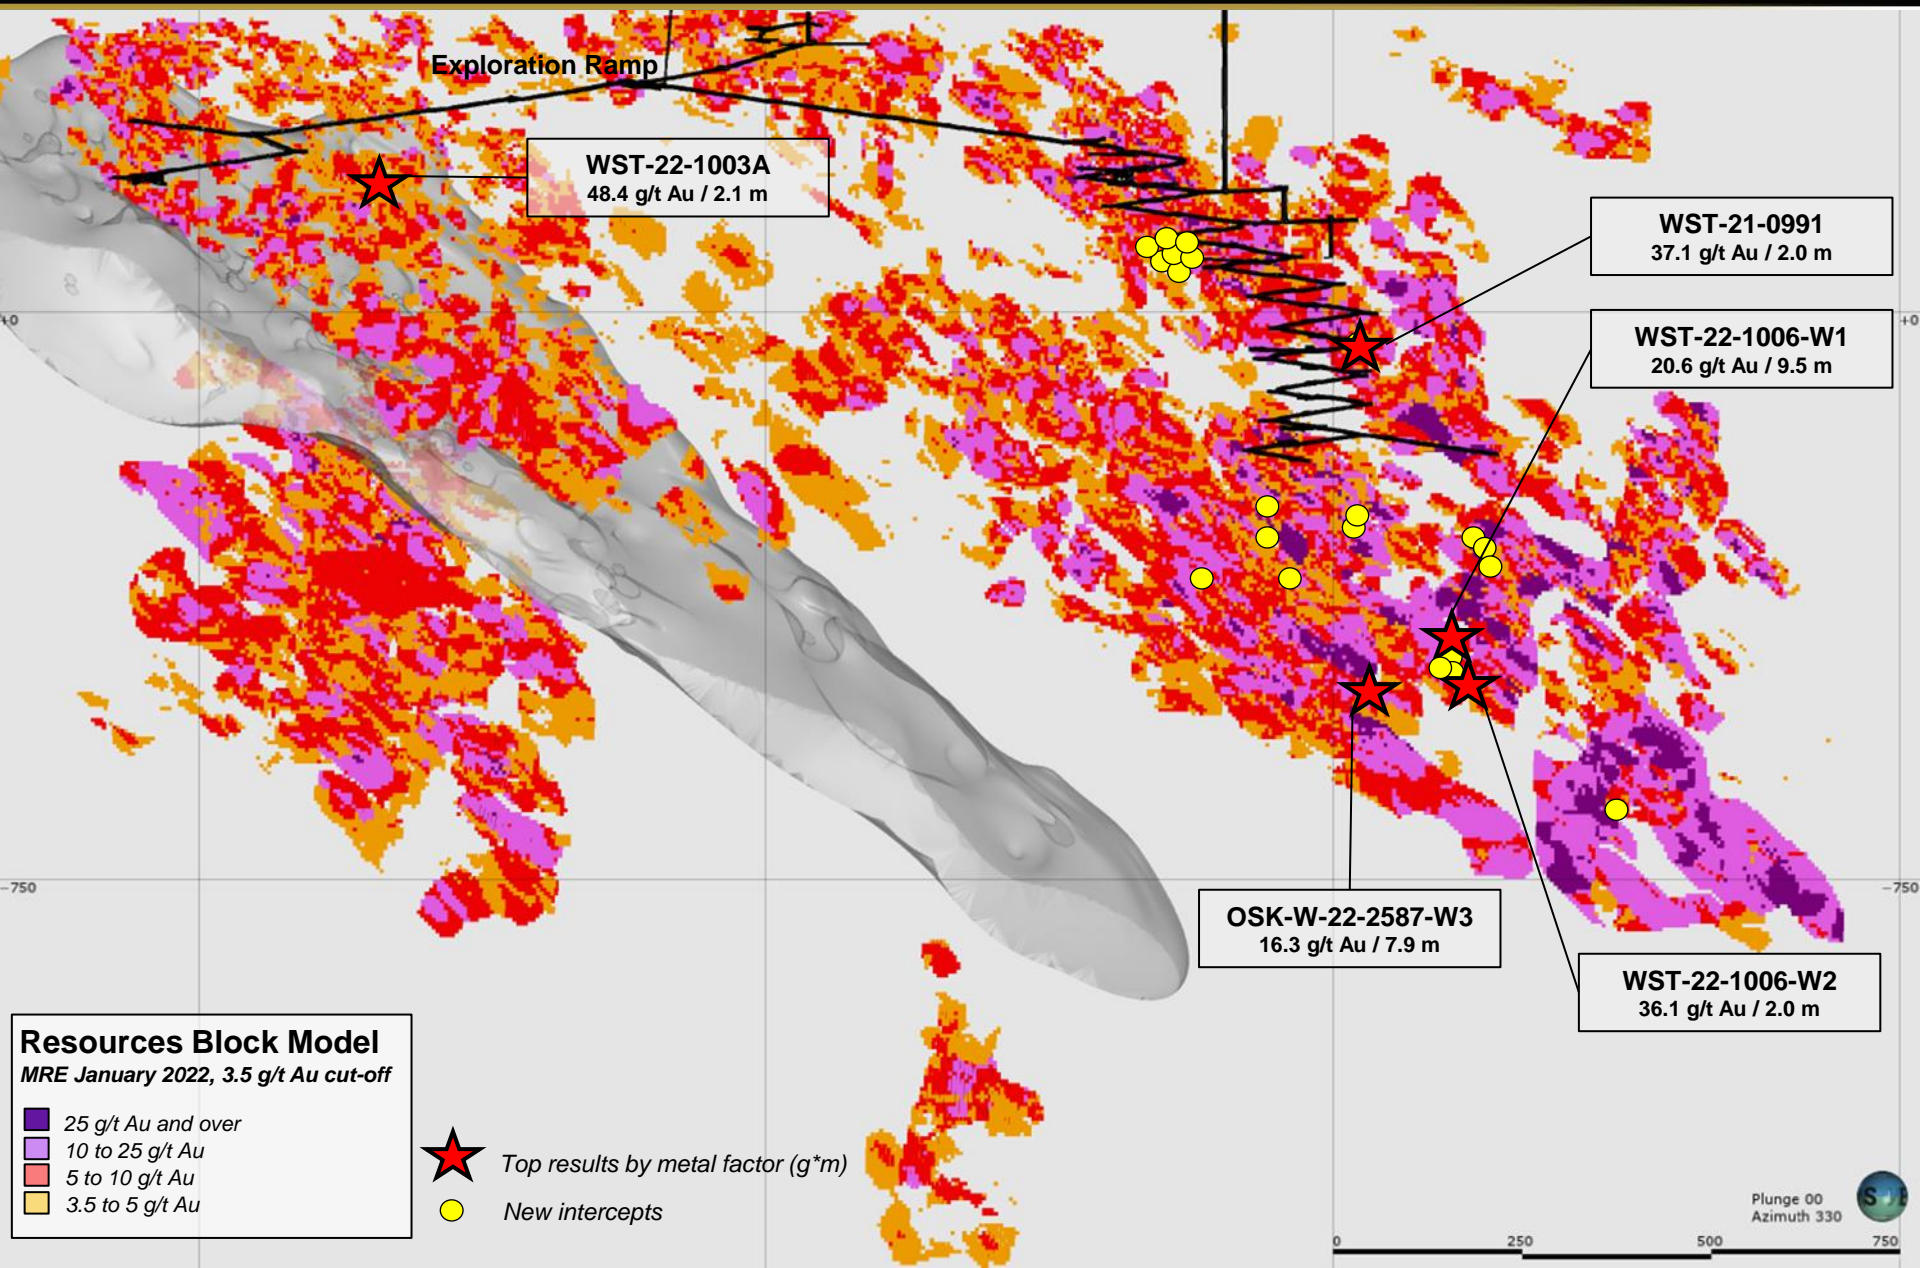 Exploration Ramp
WST-22-1003A
48.4 g/t Au / 2.1 m
WST-21-0991
37.1 g/t Au / 2.0 m
+0
+0
WST-22-1006-W1
20.6 g/t Au / 9.5 m
-750
-750
OSK-W-22-2587-W3
16.3 g/t Au / 7.9 m
WST-22-1006-W2
36.1 g/t Au / 2.0 m
Resources Block Model
MRE January 2022, 3.5 g/t Au cut-off
25 g/t Au and over
10 to 25 g/t Au
5 to 10 g/t Au
3.5 to 5 g/t Au
Top results by metal factor (g*m)
New intercepts
Plunge 00
Azimuth 330
S
E
0 250 500 750